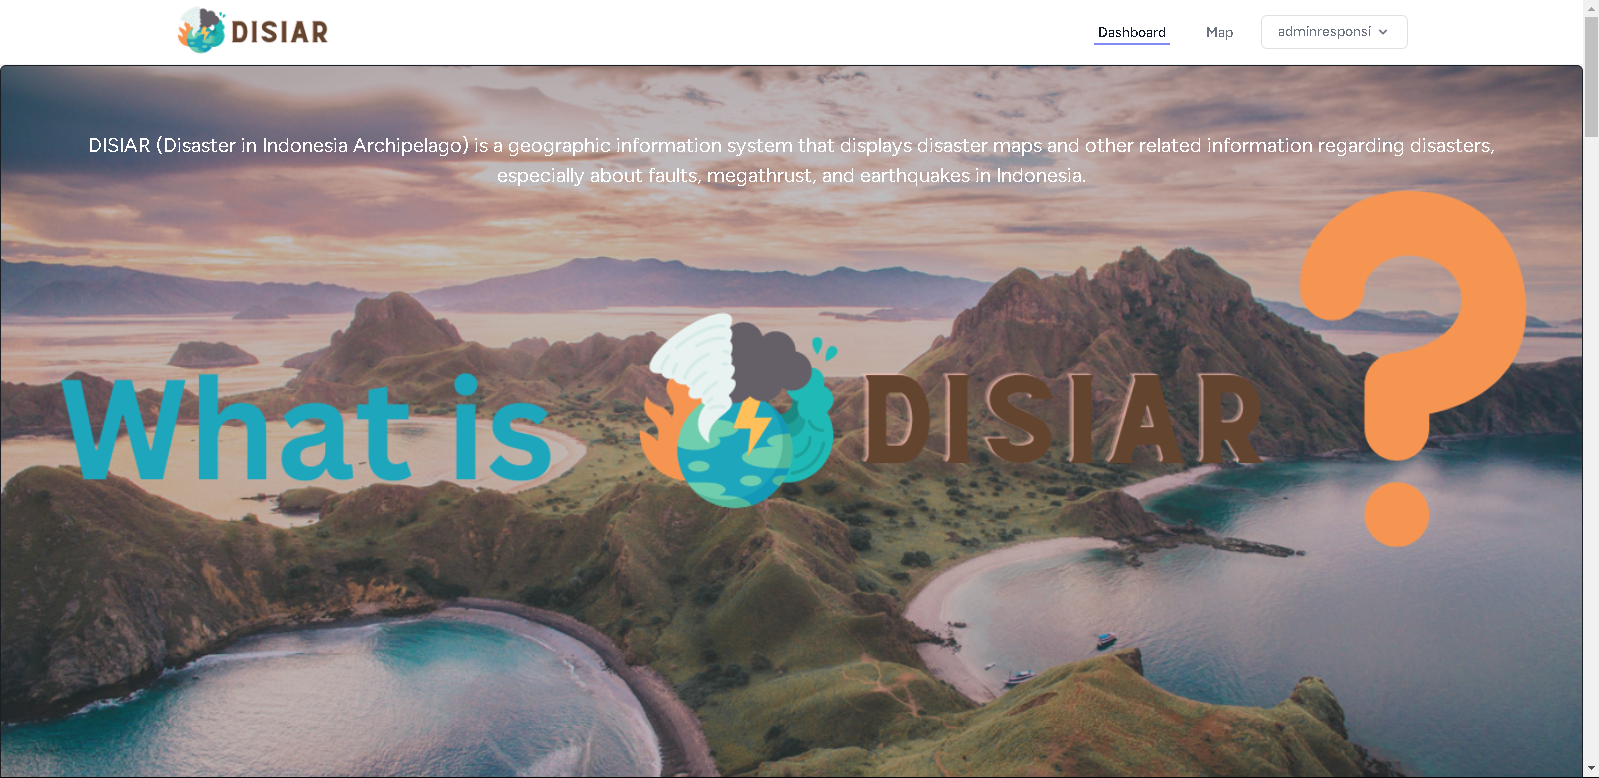 DISIAR
Dashboard
Map
adminresponsi
DISIAR (Disaster in Indonesia Archipelago) is a geographic information system that displays disaster maps and other related information regarding disasters,
especially about faults, megathrust, and earthquakes in Indonesia.
What is DISIAR ?